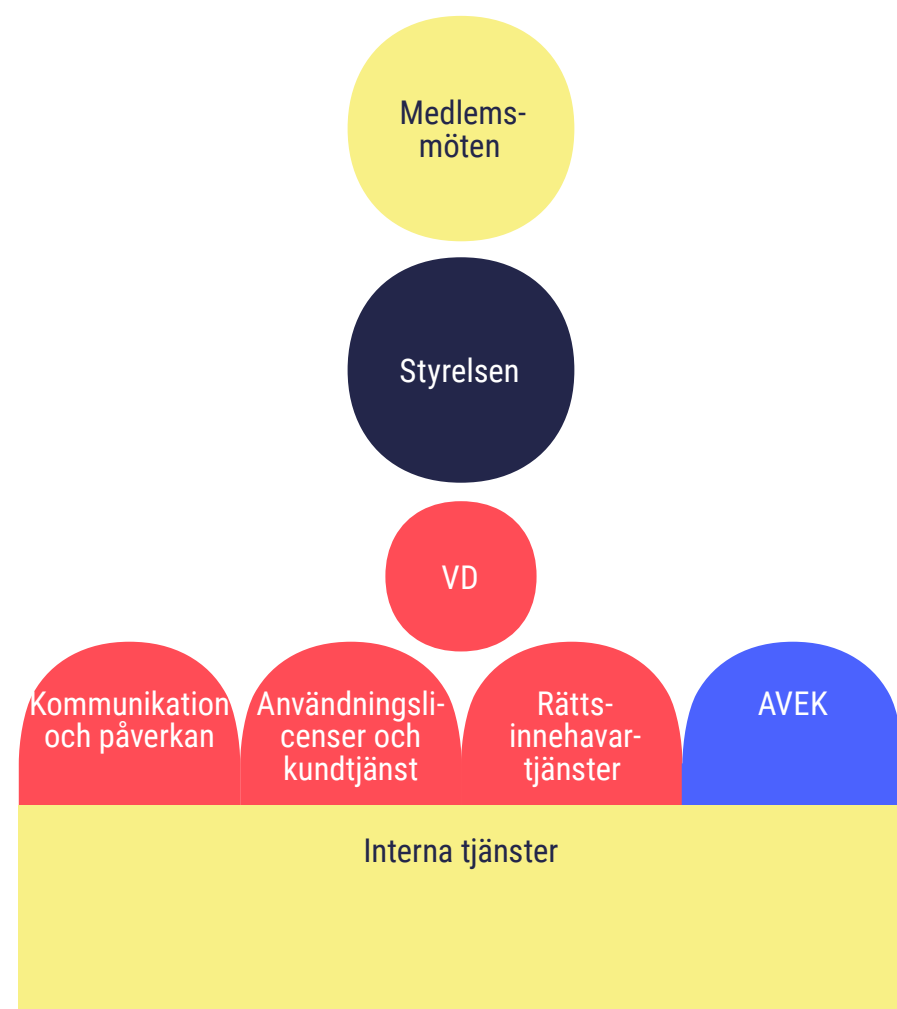 Medlems-
möten
Styrelsen
VD
Kommunikation
och påverkan
Användningsli-
censer och
kundtjänst
Rätts-
innehavar-
tjänster
AVEK
Interna tjänster